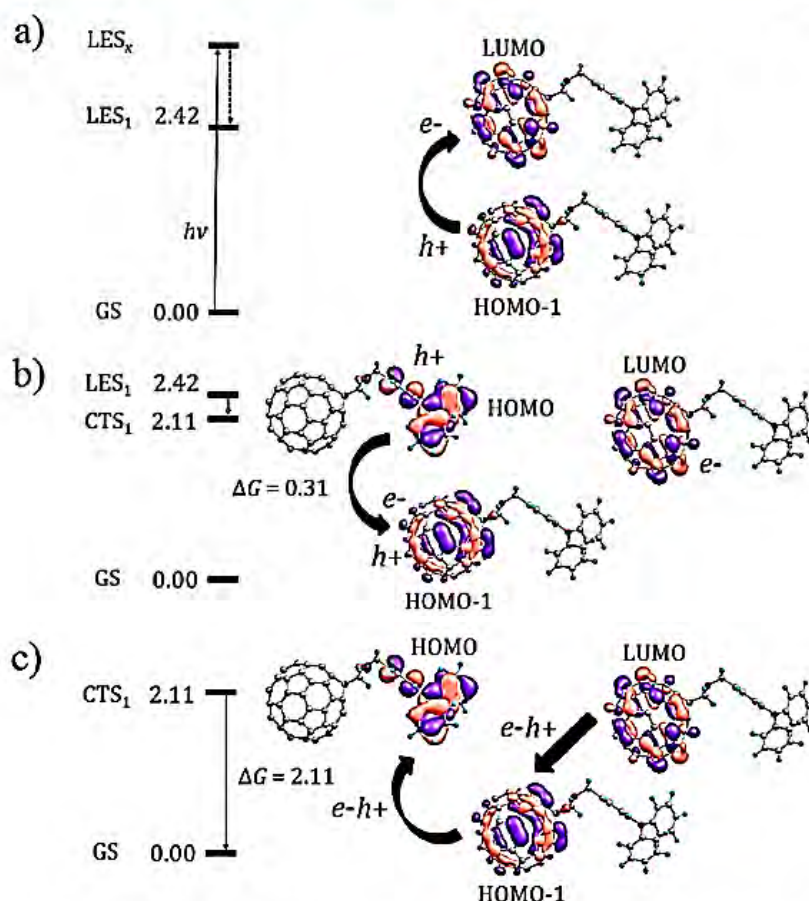 a)
LESₓ
LES₁ 2.42
hν
GS 0.00
LUMO
e-
h+
HOMO-1
b)
LES₁ 2.42
CTS₁ 2.11
ΔG = 0.31
GS 0.00
h+
HOMO
e-
h+
HOMO-1
LUMO
e-
c)
CTS₁ 2.11
ΔG = 2.11
GS 0.00
HOMO
LUMO
e-h+
e-h+
HOMO-1